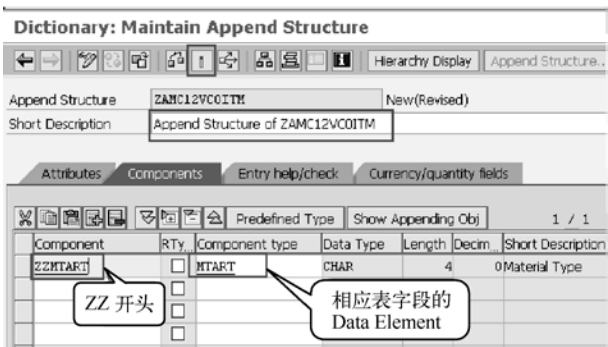 Dictionary: Maintain Append Structure
Hierarchy Display Append Structure..
Append Structure ZAMC12VC0ITM New(Revised)
Short Description Append Structure of ZAMC12VC0ITM
Attributes Components Entry help/check Currency/quantity fields
Predefined Type Show Appending Obj 1 / 1
Component RTy... Component type Data Type Length Decim... Short Description
ZZMTART MTART CHAR 4 0 Material Type
ZZ 开头
相应表字段的
Data Element